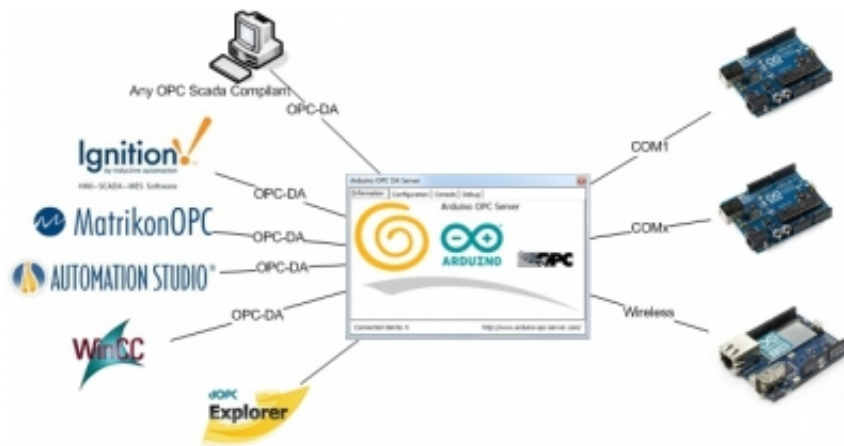 Any OPC Scada Compliant
OPC-DA
Ignition!
by inductive automation
HMI-SCADA-MES Software
OPC-DA
MatrikonOPC
OPC-DA
AUTOMATION STUDIO®
OPC-DA
OPC-DA
WinCC
dOPC
Explorer
Arduino OPC DA Server
Information Configuration Console Debug
Arduino OPC Server
ARDUINO
OPC
Connected clients: 0 http://www.arduino-opc-server.com/
COM1
COMx
Wireless